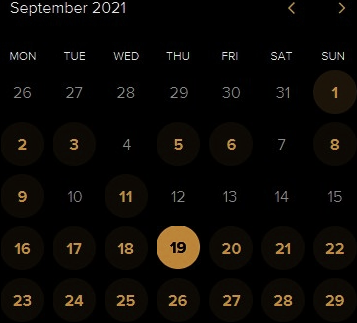 September 2021
MON TUE WED THU FRI SAT SUN
26 27 28 29 30 31 1
2 3 4 5 6 7 8
9 10 11 12 13 14 15
16 17 18 19 20 21 22
23 24 25 26 27 28 29